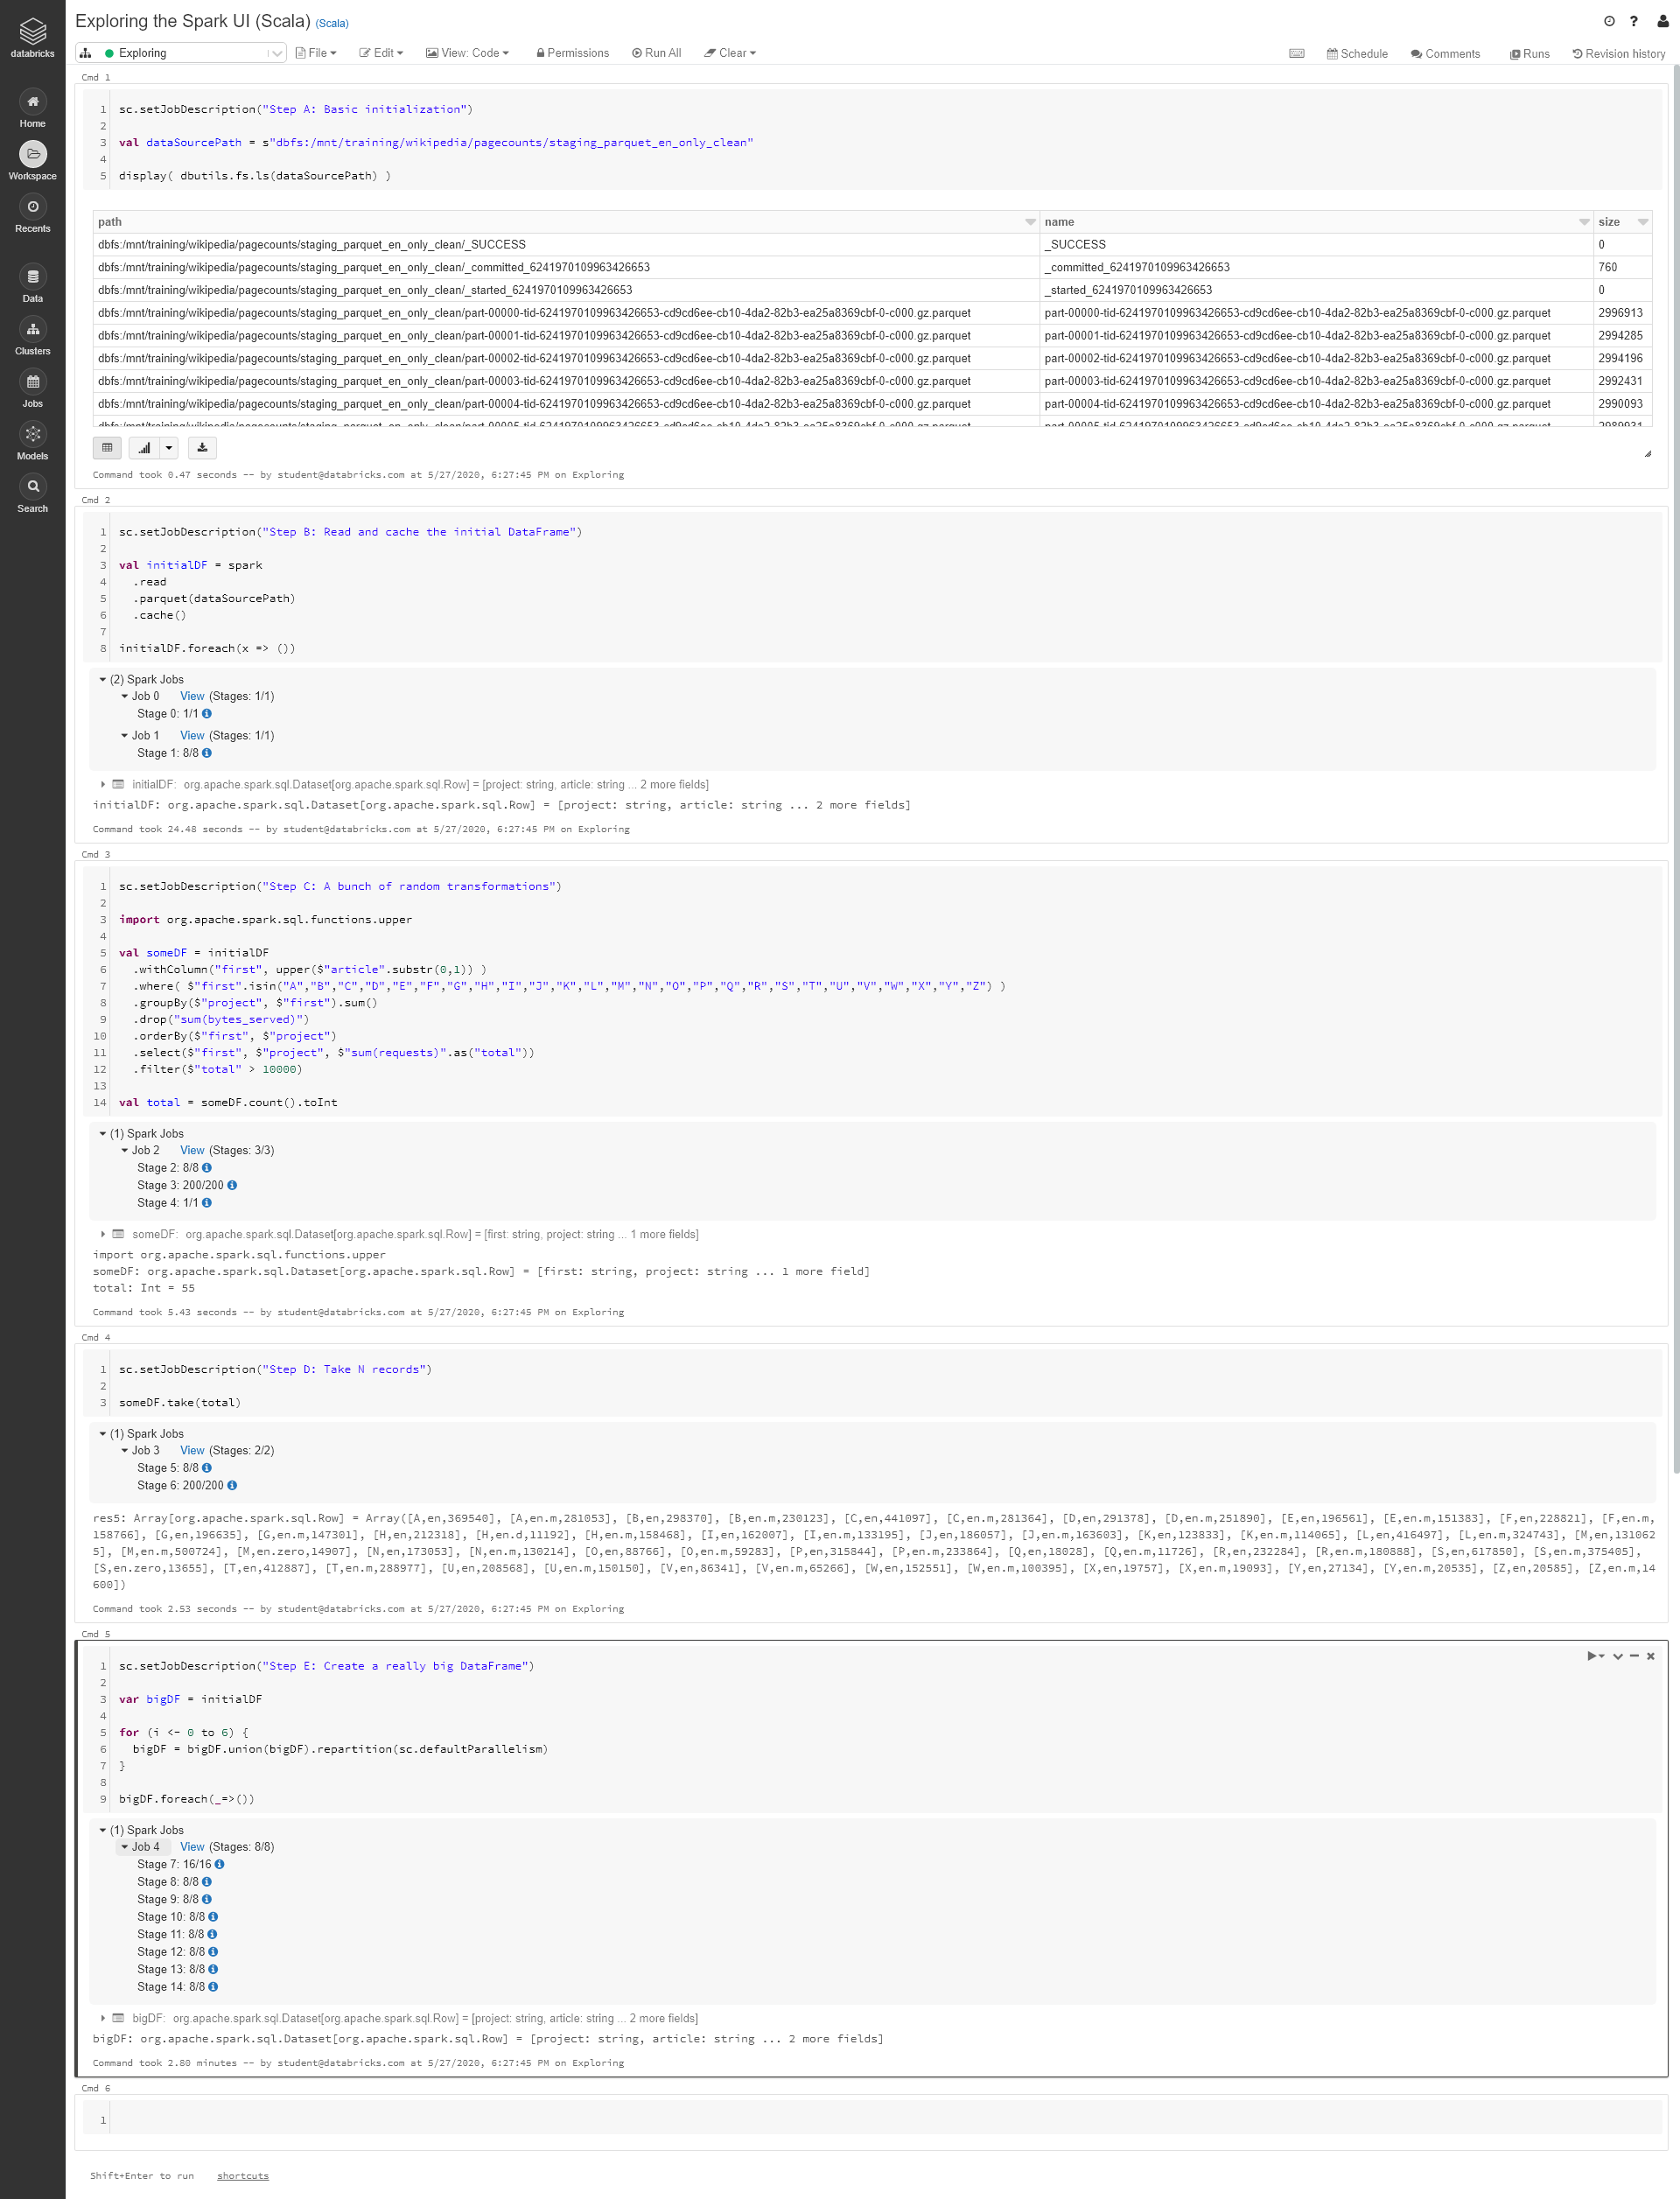 databricks
Home
Workspace
Recents
Data
Clusters
Jobs
Models
Search
Exploring the Spark UI (Scala) (Scala)
Exploring File Edit View: Code Permissions Run All Clear Schedule Comments Runs Revision history
Cmd 1
1 sc.setJobDescription("Step A: Basic initialization")
2
3 val dataSourcePath = s"dbfs:/mnt/training/wikipedia/pagecounts/staging_parquet_en_only_clean"
4
5 display( dbutils.fs.ls(dataSourcePath) )
path name size
dbfs:/mnt/training/wikipedia/pagecounts/staging_parquet_en_only_clean/_SUCCESS _SUCCESS 0
dbfs:/mnt/training/wikipedia/pagecounts/staging_parquet_en_only_clean/_committed_6241970109963426653 _committed_6241970109963426653 760
dbfs:/mnt/training/wikipedia/pagecounts/staging_parquet_en_only_clean/_started_6241970109963426653 _started_6241970109963426653 0
dbfs:/mnt/training/wikipedia/pagecounts/staging_parquet_en_only_clean/part-00000-tid-6241970109963426653-cd9cd6ee-cb10-4da2-82b3-ea25a8369cbf-0-c000.gz.parquet part-00000-tid-6241970109963426653-cd9cd6ee-cb10-4da2-82b3-ea25a8369cbf-0-c000.gz.parquet 2996913
dbfs:/mnt/training/wikipedia/pagecounts/staging_parquet_en_only_clean/part-00001-tid-6241970109963426653-cd9cd6ee-cb10-4da2-82b3-ea25a8369cbf-0-c000.gz.parquet part-00001-tid-6241970109963426653-cd9cd6ee-cb10-4da2-82b3-ea25a8369cbf-0-c000.gz.parquet 2994285
dbfs:/mnt/training/wikipedia/pagecounts/staging_parquet_en_only_clean/part-00002-tid-6241970109963426653-cd9cd6ee-cb10-4da2-82b3-ea25a8369cbf-0-c000.gz.parquet part-00002-tid-6241970109963426653-cd9cd6ee-cb10-4da2-82b3-ea25a8369cbf-0-c000.gz.parquet 2994196
dbfs:/mnt/training/wikipedia/pagecounts/staging_parquet_en_only_clean/part-00003-tid-6241970109963426653-cd9cd6ee-cb10-4da2-82b3-ea25a8369cbf-0-c000.gz.parquet part-00003-tid-6241970109963426653-cd9cd6ee-cb10-4da2-82b3-ea25a8369cbf-0-c000.gz.parquet 2992431
dbfs:/mnt/training/wikipedia/pagecounts/staging_parquet_en_only_clean/part-00004-tid-6241970109963426653-cd9cd6ee-cb10-4da2-82b3-ea25a8369cbf-0-c000.gz.parquet part-00004-tid-6241970109963426653-cd9cd6ee-cb10-4da2-82b3-ea25a8369cbf-0-c000.gz.parquet 2990093
Command took 0.47 seconds -- by student@databricks.com at 5/27/2020, 6:27:45 PM on Exploring
Cmd 2
1 sc.setJobDescription("Step B: Read and cache the initial DataFrame")
2
3 val initialDF = spark
4 .read
5 .parquet(dataSourcePath)
6 .cache()
7
8 initialDF.foreach(x => ())
(2) Spark Jobs
Job 0 View (Stages: 1/1)
Stage 0: 1/1
Job 1 View (Stages: 1/1)
Stage 1: 8/8
initialDF: org.apache.spark.sql.Dataset[org.apache.spark.sql.Row] = [project: string, article: string ... 2 more fields]
initialDF: org.apache.spark.sql.Dataset[org.apache.spark.sql.Row] = [project: string, article: string ... 2 more fields]
Command took 24.48 seconds -- by student@databricks.com at 5/27/2020, 6:27:45 PM on Exploring
Cmd 3
1 sc.setJobDescription("Step C: A bunch of random transformations")
2
3 import org.apache.spark.sql.functions.upper
4
5 val someDF = initialDF
6 .withColumn("first", upper($"article".substr(0,1)) )
7 .where( $"first".isin("A","B","C","D","E","F","G","H","I","J","K","L","M","N","O","P","Q","R","S","T","U","V","W","X","Y","Z") )
8 .groupBy($"project", $"first").sum()
9 .drop("sum(bytes_served)")
10 .orderBy($"first", $"project")
11 .select($"first", $"project", $"sum(requests)".as("total"))
12 .filter($"total" > 10000)
13
14 val total = someDF.count().toInt
(1) Spark Jobs
Job 2 View (Stages: 3/3)
Stage 2: 8/8
Stage 3: 200/200
Stage 4: 1/1
someDF: org.apache.spark.sql.Dataset[org.apache.spark.sql.Row] = [first: string, project: string ... 1 more fields]
import org.apache.spark.sql.functions.upper
someDF: org.apache.spark.sql.Dataset[org.apache.spark.sql.Row] = [first: string, project: string ... 1 more field]
total: Int = 55
Command took 5.43 seconds -- by student@databricks.com at 5/27/2020, 6:27:45 PM on Exploring
Cmd 4
1 sc.setJobDescription("Step D: Take N records")
2
3 someDF.take(total)
(1) Spark Jobs
Job 3 View (Stages: 2/2)
Stage 5: 8/8
Stage 6: 200/200
res5: Array[org.apache.spark.sql.Row] = Array([A,en,369540], [A,en.m,281053], [B,en,298370], [B,en.m,230123], [C,en,441097], [C,en.m,281364], [D,en,291378], [D,en.m,251890], [E,en,196561], [E,en.m,151383], [F,en,228821], [F,en.m,
158766], [G,en,196635], [G,en.m,147301], [H,en,212318], [H,en.d,11192], [H,en.m,158468], [I,en,162007], [I,en.m,133195], [J,en,186057], [J,en.m,163603], [K,en,123833], [K,en.m,114065], [L,en,416497], [L,en.m,324743], [M,en,131062
5], [M,en.m,500724], [M,en.zero,14907], [N,en,173053], [N,en.m,130214], [O,en,88766], [O,en.m,59283], [P,en,315844], [P,en.m,233864], [Q,en,18028], [Q,en.m,11726], [R,en,232284], [R,en.m,180888], [S,en,617850], [S,en.m,375405],
[S,en.zero,13655], [T,en,412887], [T,en.m,288977], [U,en,208568], [U,en.m,150150], [V,en,86341], [V,en.m,65266], [W,en,152551], [W,en.m,100395], [X,en,19757], [X,en.m,19093], [Y,en,27134], [Y,en.m,20535], [Z,en,20585], [Z,en.m,14
600])
Command took 2.53 seconds -- by student@databricks.com at 5/27/2020, 6:27:45 PM on Exploring
Cmd 5
1 sc.setJobDescription("Step E: Create a really big DataFrame")
2
3 var bigDF = initialDF
4
5 for (i <- 0 to 6) {
6 bigDF = bigDF.union(bigDF).repartition(sc.defaultParallelism)
7 }
8
9 bigDF.foreach(_=>())
(1) Spark Jobs
Job 4 View (Stages: 8/8)
Stage 7: 16/16
Stage 8: 8/8
Stage 9: 8/8
Stage 10: 8/8
Stage 11: 8/8
Stage 12: 8/8
Stage 13: 8/8
Stage 14: 8/8
bigDF: org.apache.spark.sql.Dataset[org.apache.spark.sql.Row] = [project: string, article: string ... 2 more fields]
bigDF: org.apache.spark.sql.Dataset[org.apache.spark.sql.Row] = [project: string, article: string ... 2 more fields]
Command took 2.80 minutes -- by student@databricks.com at 5/27/2020, 6:27:45 PM on Exploring
Cmd 6
1
Shift+Enter to run shortcuts